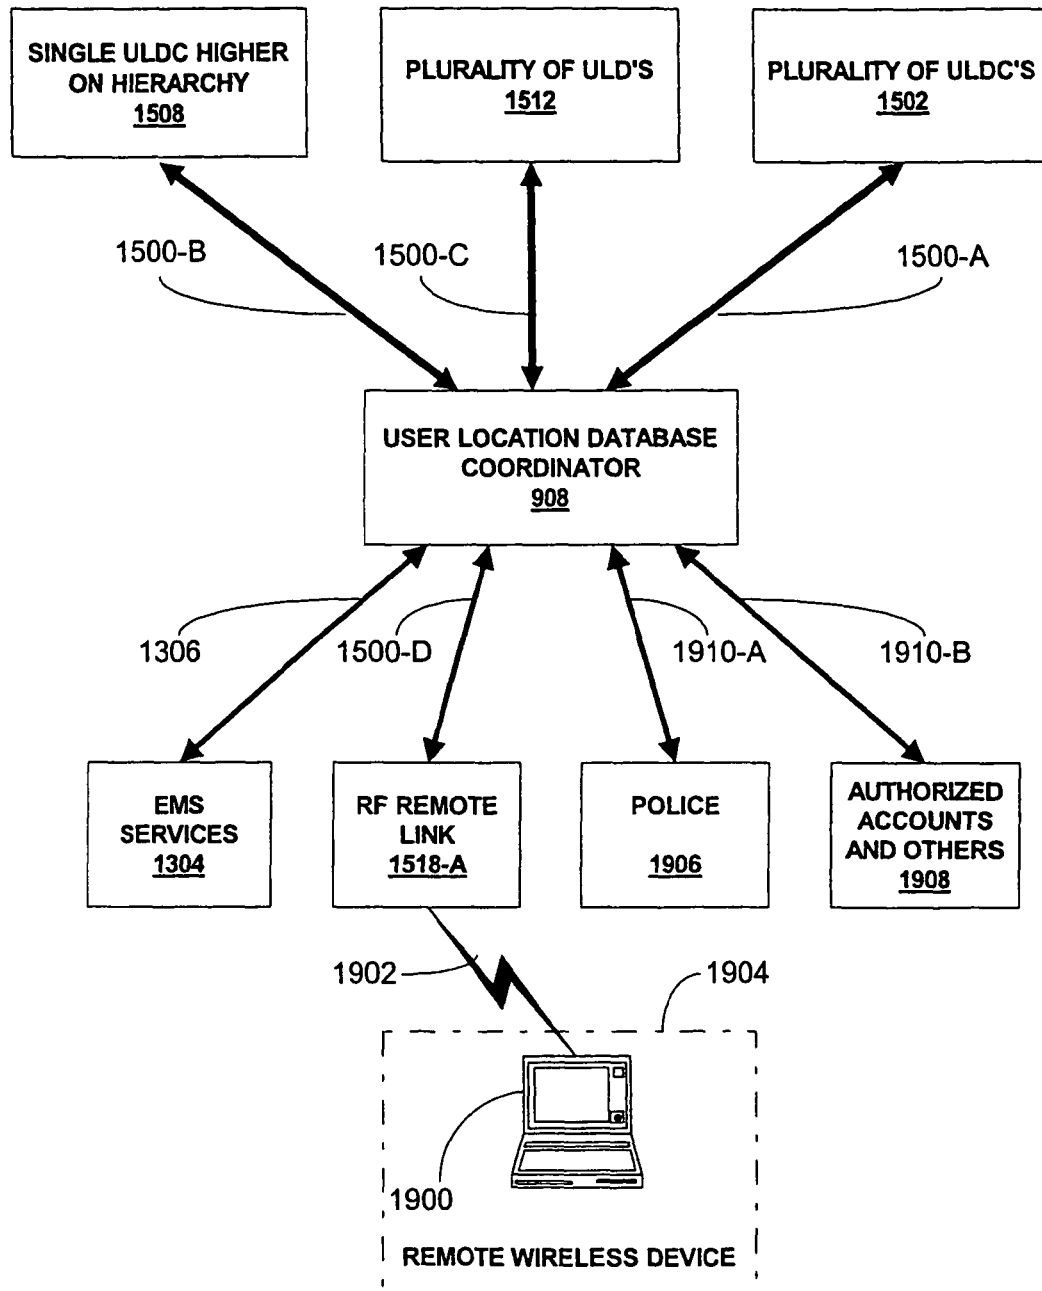 SINGLE ULDC HIGHER
ON HIERARCHY
1508
PLURALITY OF ULD'S
1512
PLURALITY OF ULDC'S
1502
1500-B
1500-C
1500-A
USER LOCATION DATABASE
COORDINATOR
908
1306
1500-D
1910-A
1910-B
EMS
SERVICES
1304
RF REMOTE
LINK
1518-A
POLICE
1906
AUTHORIZED
ACCOUNTS
AND OTHERS
1908
1902
1904
1900
REMOTE WIRELESS DEVICE